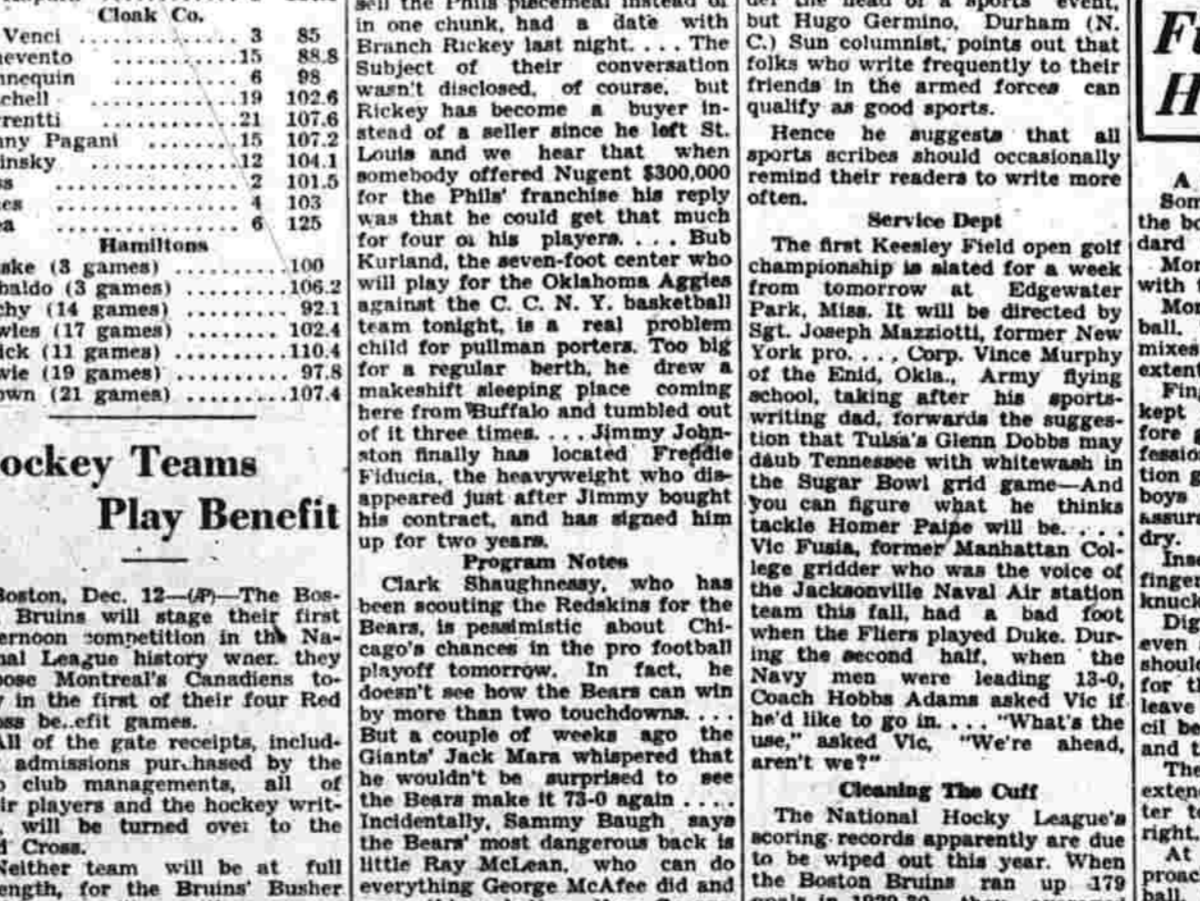 Cloak Co.
Venci ............... 3 85
evento ............ 15 88.8
nnequin ............ 6 98
chell ............... 19 102.6
rrentti .............. 21 107.6
ny Pagani ....... 15 107.2
insky .............. 12 104.1
ss ................. 2 101.5
es ................. 4 103
a .................. 6 125
Hamiltons
ske (3 games) .......... 100
baldo (3 games) ......... 106.2
chy (14 games) .......... 92.1
wles (17 games) ......... 102.4
ick (11 games) .......... 110.4
wie (19 games) .......... 97.8
own (21 games) ......... 107.4
ockey Teams
Play Benefit
Boston, Dec. 12—(AP)—The Bos-
Bruins will stage their first
ernoon competition in the Na-
nal League history wner. they
pose Montreal's Canadiens to-
y in the first of their four Red
oss be..efit games.
All of the gate receipts, includ-
admissions purchased by the
o club managements, all of
ir players and the hockey writ-
, will be turned over to the
d Cross.
Neither team will be at full
ength, for the Bruins' Busher
sell the Phils piecemeal instead of
in one chunk, had a date with
Branch Rickey last night. . . . The
Subject of their conversation
wasn't disclosed, of course, but
Rickey has become a buyer in-
stead of a seller since he left St.
Louis and we hear that when
somebody offered Nugent $300,000
for the Phils' franchise his reply
was that he could get that much
for four of his players. . . . Bub
Kurland, the seven-foot center who
will play for the Oklahoma Aggies
against the C. C. N. Y. basketball
team tonight, is a real problem
child for pullman porters. Too big
for a regular berth, he drew a
makeshift sleeping place coming
here from Buffalo and tumbled out
of it three times. . . . Jimmy John-
ston finally has located Freddie
Fiducia, the heavyweight who dis-
appeared just after Jimmy bought
his contract, and has signed him
up for two years.
Program Notes
Clark Shaughnessy, who has
been scouting the Redskins for the
Bears, is pessimistic about Chi-
cago's chances in the pro football
playoff tomorrow. In fact, he
doesn't see how the Bears can win
by more than two touchdowns. . . .
But a couple of weeks ago the
Giants' Jack Mara whispered that
he wouldn't be surprised to see
the Bears make it 73-0 again . . . .
Incidentally, Sammy Baugh says
the Bears' most dangerous back is
little Ray McLean, who can do
everything George McAfee did and
der the head of a sports event,
but Hugo Germino, Durham (N.
C.) Sun columnist, points out that
folks who write frequently to their
friends in the armed forces can
qualify as good sports.
Hence he suggests that all
sports scribes should occasionally
remind their readers to write more
often.
Service Dept
The first Keesley Field open golf
championship is slated for a week
from tomorrow at Edgewater
Park, Miss. It will be directed by
Sgt. Joseph Mazziotti, former New
York pro. . . . Corp. Vince Murphy
of the Enid, Okla., Army flying
school, taking after his sports-
writing dad, forwards the sugges-
tion that Tulsa's Glenn Dobbs may
daub Tennessee with whitewash in
the Sugar Bowl grid game—And
you can figure what he thinks
tackle Homer Paine will be. . . .
Vic Fusia, former Manhattan Col-
lege gridder who was the voice of
the Jacksonville Naval Air station
team this fall, had a bad foot
when the Fliers played Duke. Dur-
ing the second half, when the
Navy men were leading 13-0,
Coach Hobbs Adams asked Vic if
he'd like to go in. . . . "What's the
use," asked Vic, "We're ahead,
aren't we?"
Cleaning The Cuff
The National Hocky League's
scoring records apparently are due
to be wiped out this year. When
the Boston Bruins ran up 179
F
H
A
Som
the bo
dard
Mor
with t
Mor
ball.
mixes
extent
Fin
kept
fore s
fession
tion g
boys
assur
dry.
Inse
finger
knuck
Dig
even
should
for th
leave
cil be
and t
The
extend
ter t
right.
At
proac
ball.